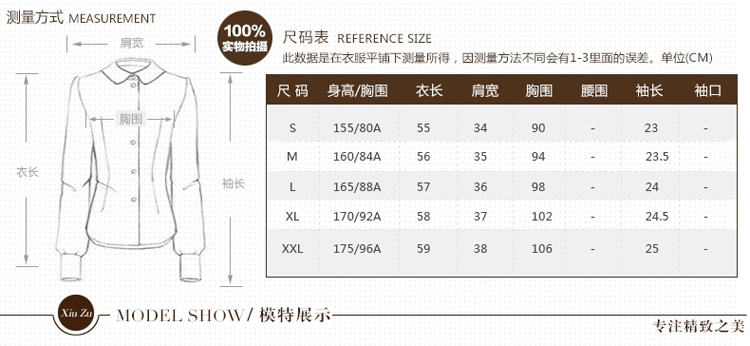 测量方式 MEASUREMENT
肩宽
胸围
衣长
袖长
100%
实物拍摄
尺码表 REFERENCE SIZE
此数据是在衣服平铺下测量所得，因测量方法不同会有1-3里面的误差。单位(CM)
尺 码 身高/胸围 衣长 肩宽 胸围 腰围 袖长 袖口
S 155/80A 55 34 90 - 23 -
M 160/84A 56 35 94 - 23.5 -
L 165/88A 57 36 98 - 24 -
XL 170/92A 58 37 102 - 24.5 -
XXL 175/96A 59 38 106 - 25 -
Xiu Zu
MODEL SHOW/ 模特展示
专注精致之美